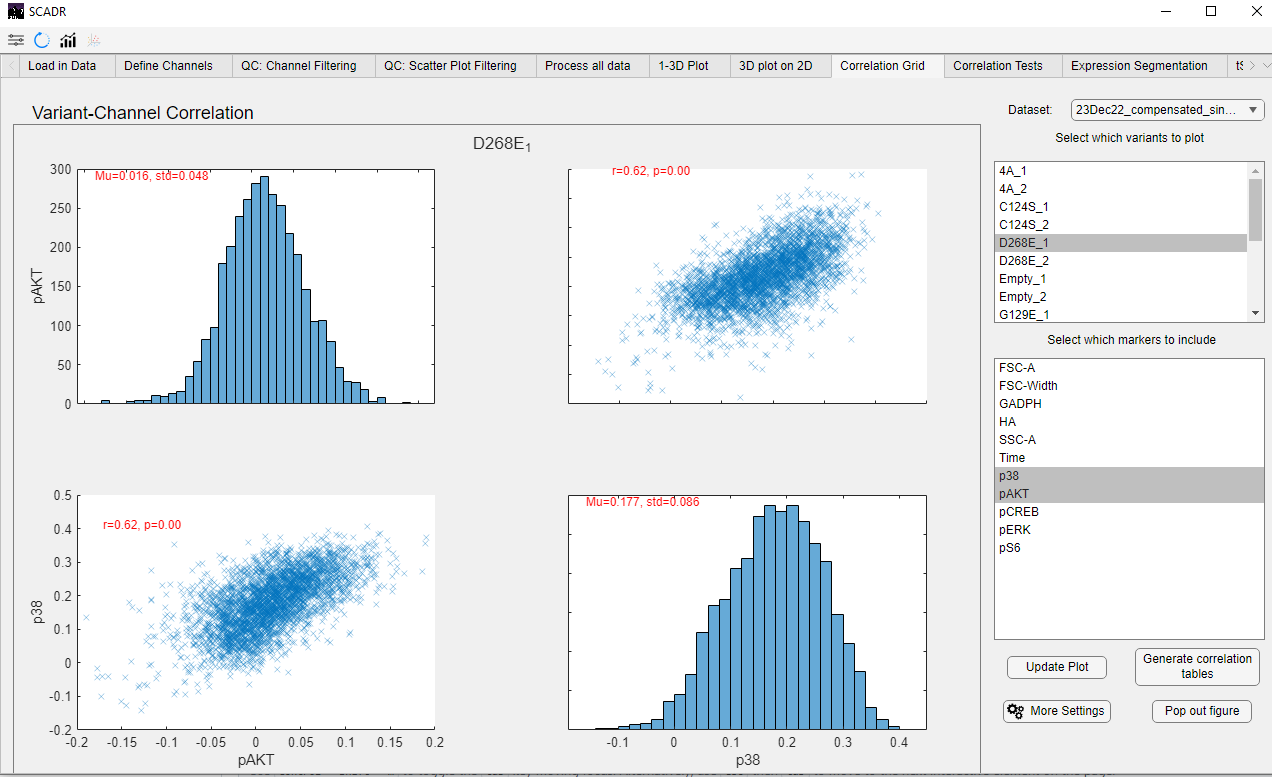 SCADR
Load in Data
Define Channels
QC: Channel Filtering
QC: Scatter Plot Filtering
Process all data
1-3D Plot
3D plot on 2D
Correlation Grid
Correlation Tests
Expression Segmentation
tS
Variant-Channel Correlation
D268E1
Mu=0.016, std=0.048
300
250
200
150
100
50
0
pAKT
r=0.62, p=0.00
r=0.62, p=0.00
0.5
0.4
0.3
0.2
0.1
0
-0.1
-0.2
p38
-0.2 -0.15 -0.1 -0.05 0 0.05 0.1 0.15 0.2
pAKT
Mu=0.177, std=0.086
-0.1 0 0.1 0.2 0.3 0.4
p38
Dataset: 23Dec22_compensated_sin...
Select which variants to plot
4A_1
4A_2
C124S_1
C124S_2
D268E_1
D268E_2
Empty_1
Empty_2
G129E_1
Select which markers to include
FSC-A
FSC-Width
GADPH
HA
SSC-A
Time
p38
pAKT
pCREB
pERK
pS6
Update Plot
Generate correlation
tables
More Settings
Pop out figure